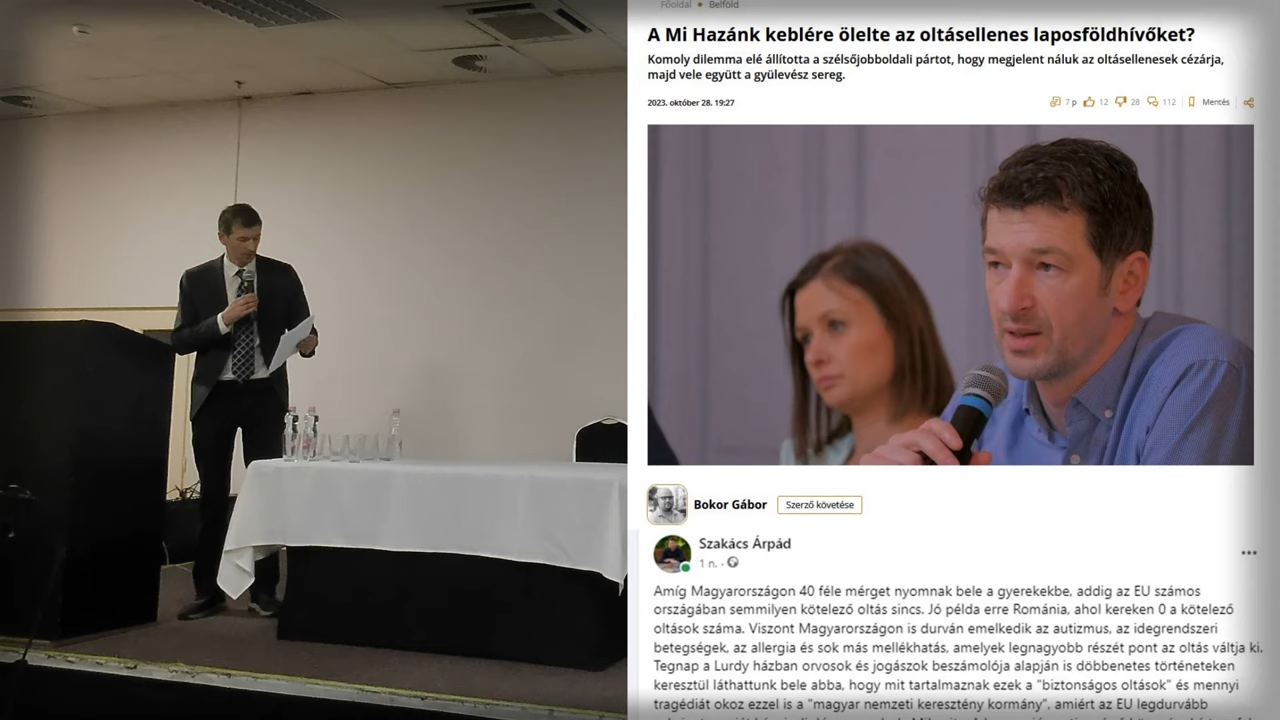 Főoldal • Belföld
A Mi Hazánk keblére ölelte az oltásellenes laposföldhívőket?
Komoly dilemma elé állította a szélsőjobboldali pártot, hogy megjelent náluk az oltásellenesek cézárja,
majd vele együtt a gyülevész sereg.
2023. október 28. 19:27
7 p 12 28 112 Mentés
Bokor Gábor Szerző követése
Szakács Árpád
1 n. ·
Amíg Magyarországon 40 féle mérget nyomnak bele a gyerekekbe, addig az EU számos
országában semmilyen kötelező oltás sincs. Jó példa erre Románia, ahol kereken 0 a kötelező
oltások száma. Viszont Magyarországon is durván emelkedik az autizmus, az idegrendszeri
betegségek, az allergia és sok más mellékhatás, amelyek legnagyobb részét pont az oltás váltja ki.
Tegnap a Lurdy házban orvosok és jogászok beszámolója alapján is döbbenetes történeteken
keresztül láthattunk bele abba, hogy mit tartalmaznak ezek a "biztonságos oltások" és mennyi
tragédiát okoz ezzel is a "magyar nemzeti keresztény kormány", amiért az EU legdurvább